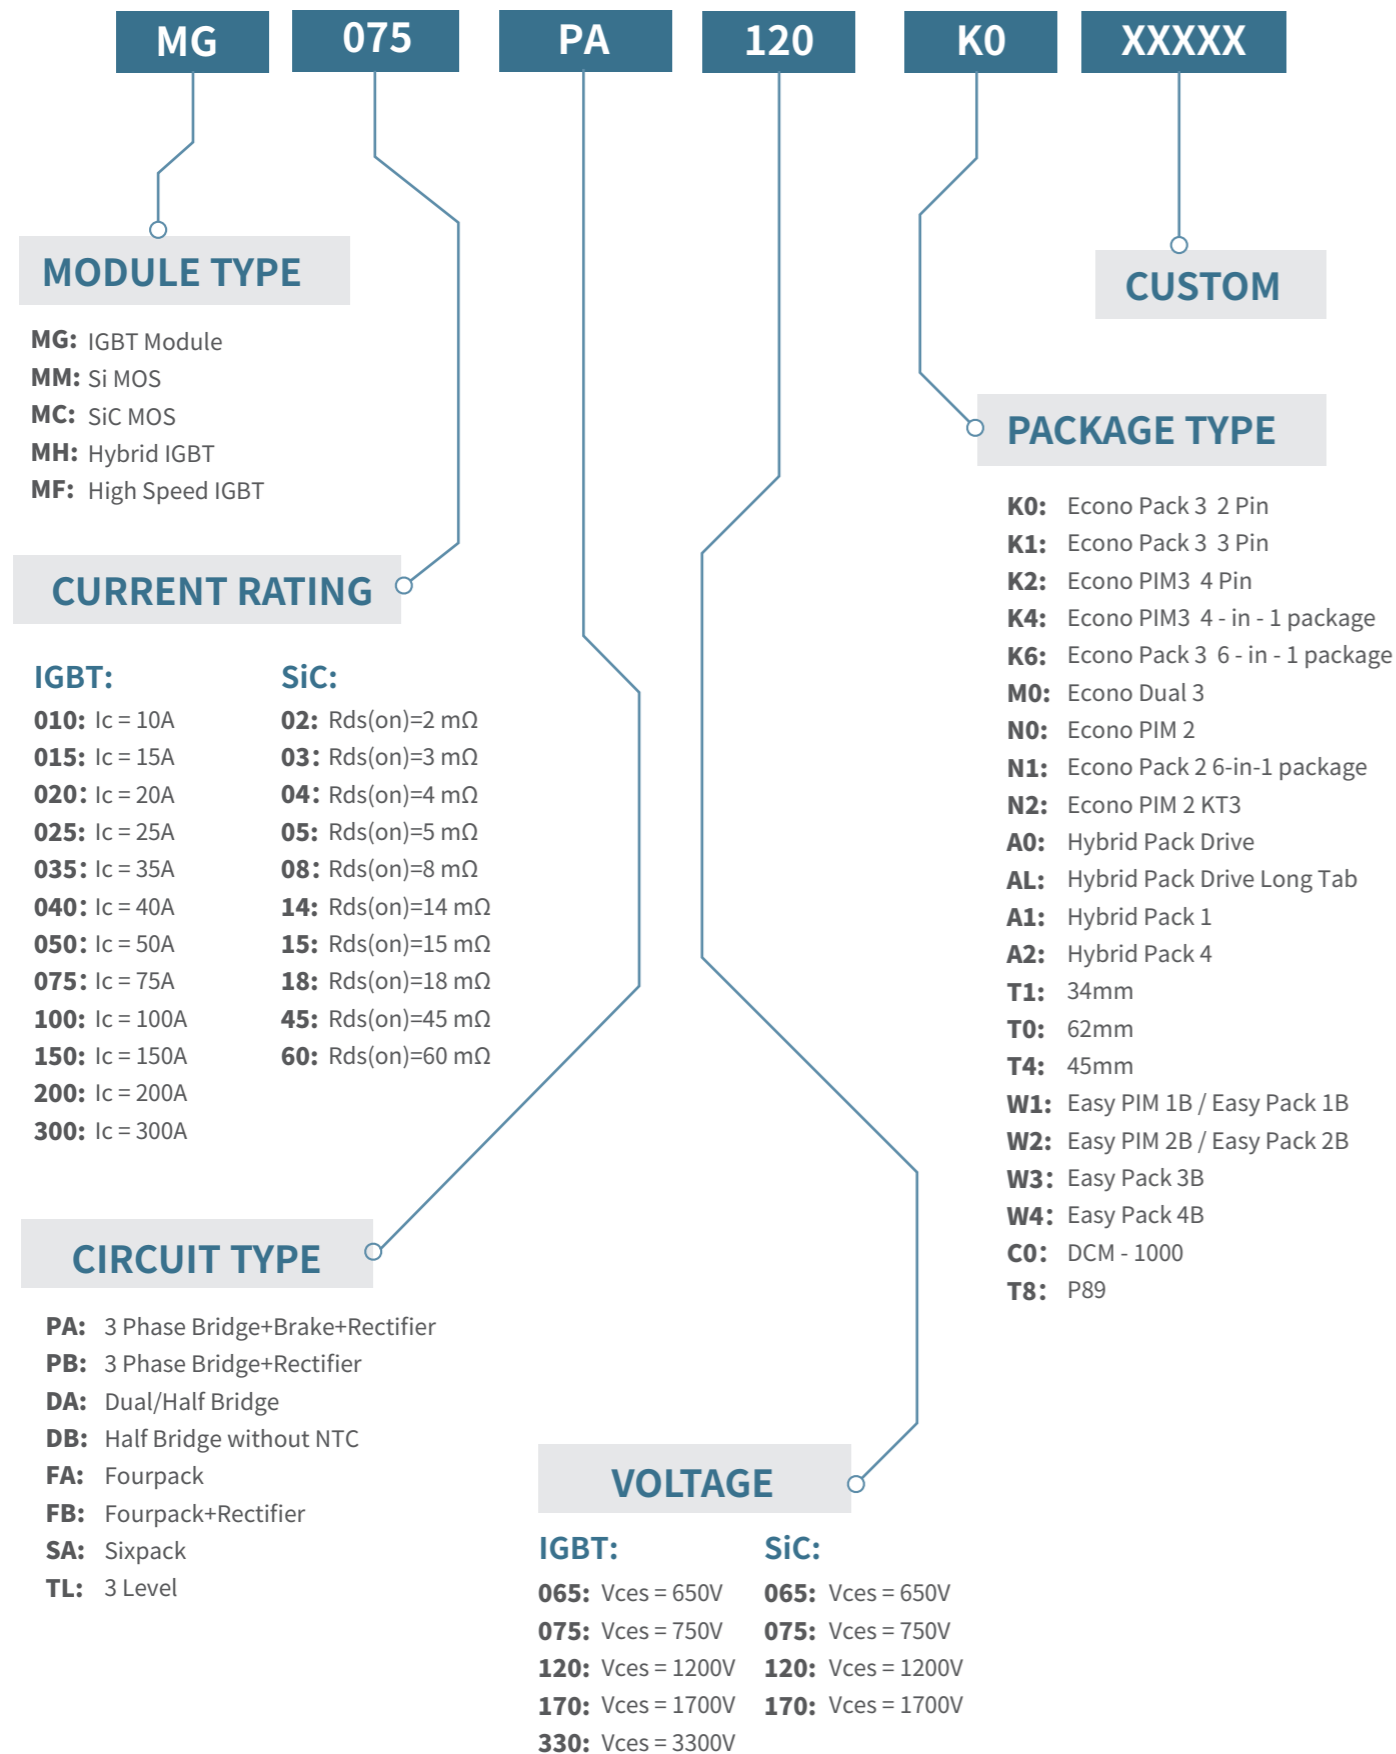 MG 075 PA 120 K0 XXXXX
MODULE TYPE
MG: IGBT Module
MM: Si MOS
MC: SiC MOS
MH: Hybrid IGBT
MF: High Speed IGBT
CURRENT RATING
IGBT:
010: Ic = 10A
015: Ic = 15A
020: Ic = 20A
025: Ic = 25A
035: Ic = 35A
040: Ic = 40A
050: Ic = 50A
075: Ic = 75A
100: Ic = 100A
150: Ic = 150A
200: Ic = 200A
300: Ic = 300A
SiC:
02: Rds(on)=2 mΩ
03: Rds(on)=3 mΩ
04: Rds(on)=4 mΩ
05: Rds(on)=5 mΩ
08: Rds(on)=8 mΩ
14: Rds(on)=14 mΩ
15: Rds(on)=15 mΩ
18: Rds(on)=18 mΩ
45: Rds(on)=45 mΩ
60: Rds(on)=60 mΩ
CIRCUIT TYPE
PA: 3 Phase Bridge+Brake+Rectifier
PB: 3 Phase Bridge+Rectifier
DA: Dual/Half Bridge
DB: Half Bridge without NTC
FA: Fourpack
FB: Fourpack+Rectifier
SA: Sixpack
TL: 3 Level
VOLTAGE
IGBT:
065: Vces = 650V
075: Vces = 750V
120: Vces = 1200V
170: Vces = 1700V
330: Vces = 3300V
SiC:
065: Vces = 650V
075: Vces = 750V
120: Vces = 1200V
170: Vces = 1700V
CUSTOM
PACKAGE TYPE
K0: Econo Pack 3 2 Pin
K1: Econo Pack 3 3 Pin
K2: Econo PIM3 4 Pin
K4: Econo PIM3 4 - in - 1 package
K6: Econo Pack 3 6 - in - 1 package
M0: Econo Dual 3
N0: Econo PIM 2
N1: Econo Pack 2 6-in-1 package
N2: Econo PIM 2 KT3
A0: Hybrid Pack Drive
AL: Hybrid Pack Drive Long Tab
A1: Hybrid Pack 1
A2: Hybrid Pack 4
T1: 34mm
T0: 62mm
T4: 45mm
W1: Easy PIM 1B / Easy Pack 1B
W2: Easy PIM 2B / Easy Pack 2B
W3: Easy Pack 3B
W4: Easy Pack 4B
C0: DCM - 1000
T8: P89